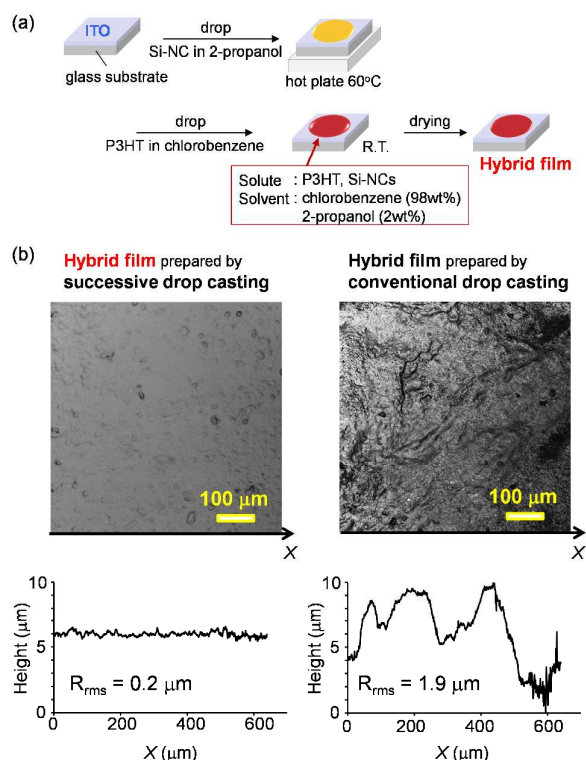 (a)
ITO
glass substrate
drop
Si-NC in 2-propanol
hot plate 60°C
drop
P3HT in chlorobenzene
R.T.
drying
Hybrid film
Solute : P3HT, Si-NCs
Solvent : chlorobenzene (98wt%)
2-propanol (2wt%)
(b)
Hybrid film prepared by
successive drop casting
Hybrid film prepared by
conventional drop casting
100 μm
100 μm
X
X
Height (μm)
10
5
0
Rrms = 0.2 μm
0 200 400 600
X (μm)
Height (μm)
10
5
0
Rrms = 1.9 μm
0 200 400 600
X (μm)